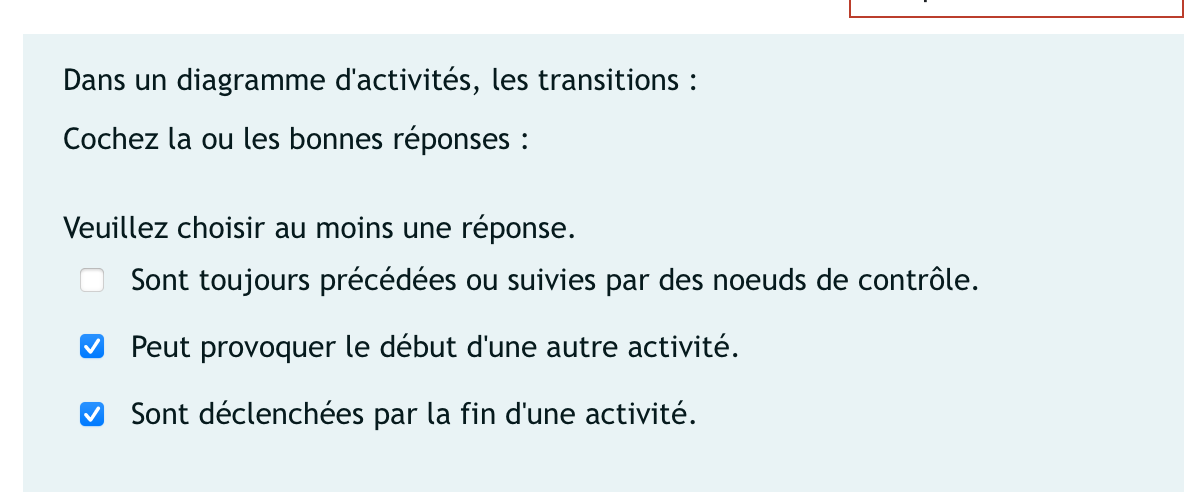 Dans un diagramme d'activités, les transitions :
Cochez la ou les bonnes réponses :
Veuillez choisir au moins une réponse.
Sont toujours précédées ou suivies par des noeuds de contrôle.
Peut provoquer le début d'une autre activité.
Sont déclenchées par la fin d'une activité.